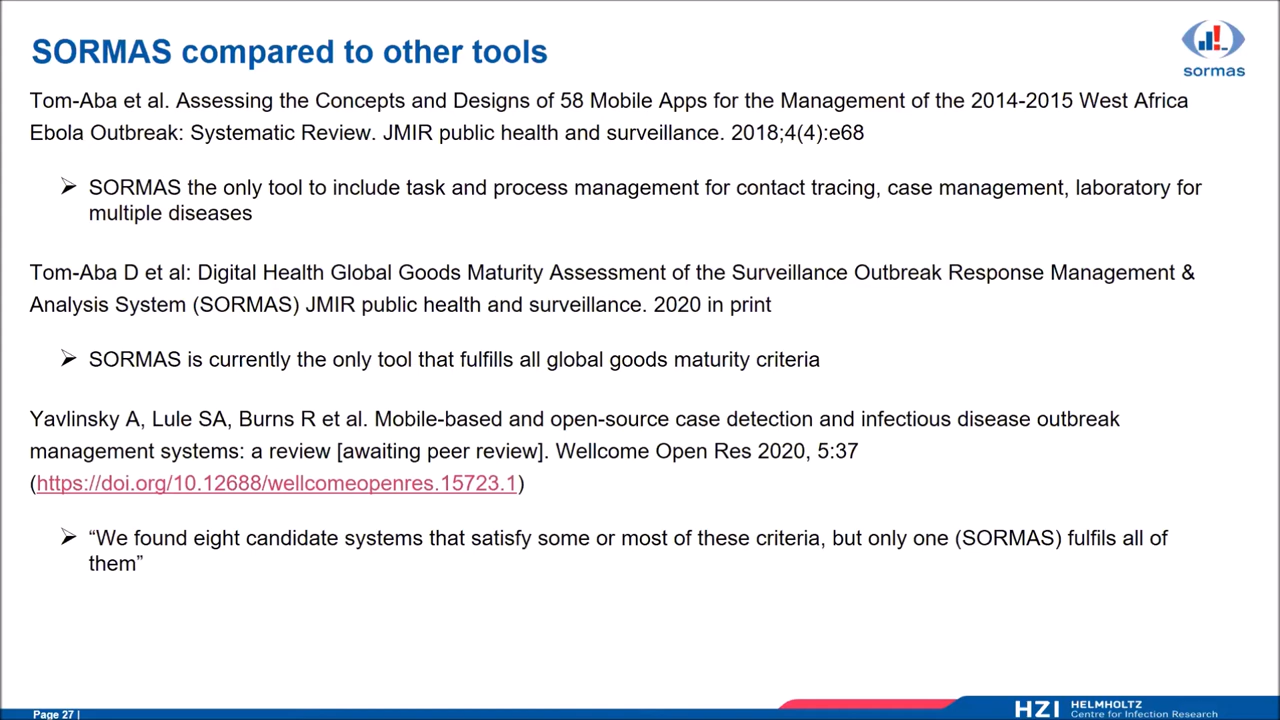 SORMAS compared to other tools
sormas
Tom-Aba et al. Assessing the Concepts and Designs of 58 Mobile Apps for the Management of the 2014-2015 West Africa
Ebola Outbreak: Systematic Review. JMIR public health and surveillance. 2018;4(4):e68
➢ SORMAS the only tool to include task and process management for contact tracing, case management, laboratory for
multiple diseases
Tom-Aba D et al: Digital Health Global Goods Maturity Assessment of the Surveillance Outbreak Response Management &
Analysis System (SORMAS) JMIR public health and surveillance. 2020 in print
➢ SORMAS is currently the only tool that fulfills all global goods maturity criteria
Yavlinsky A, Lule SA, Burns R et al. Mobile-based and open-source case detection and infectious disease outbreak
management systems: a review [awaiting peer review]. Wellcome Open Res 2020, 5:37
(https://doi.org/10.12688/wellcomeopenres.15723.1)
➢ “We found eight candidate systems that satisfy some or most of these criteria, but only one (SORMAS) fulfils all of
them”
Page 27 |
HZI HELMHOLTZ
Centre for Infection Research